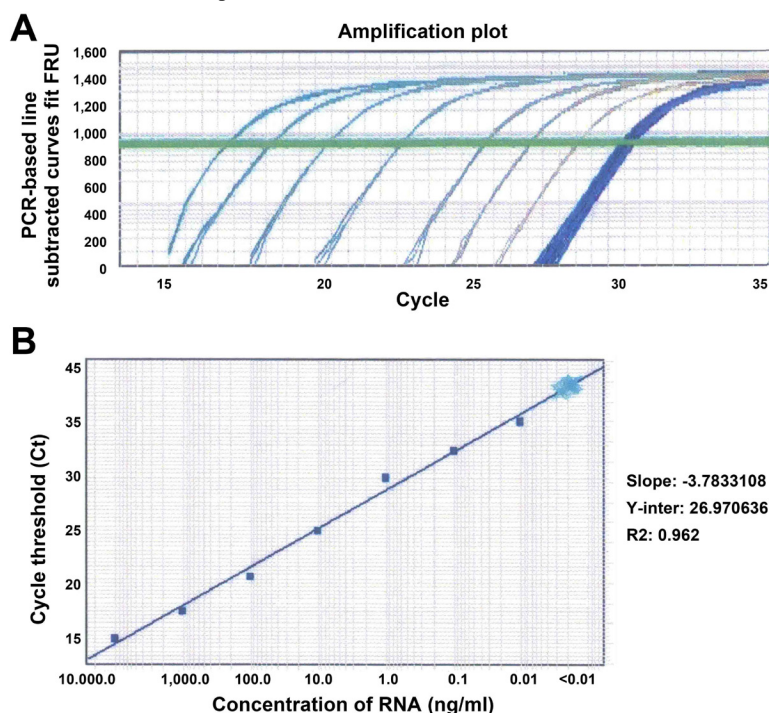 A
Amplification plot
PCR-based line
subtracted curves fit FRU
1,600
1,400
1,200
1,000
800
600
400
200
0
15
20
25
30
35
Cycle
B
Cycle threshold (Ct)
45
35
30
25
20
15
10.0000.0
1,000.0
100.0
10.0
1.0
0.1
0.01
<0.01
Concentration of RNA (ng/ml)
Slope: -3.7833108
Y-inter: 26.970636
R2: 0.962